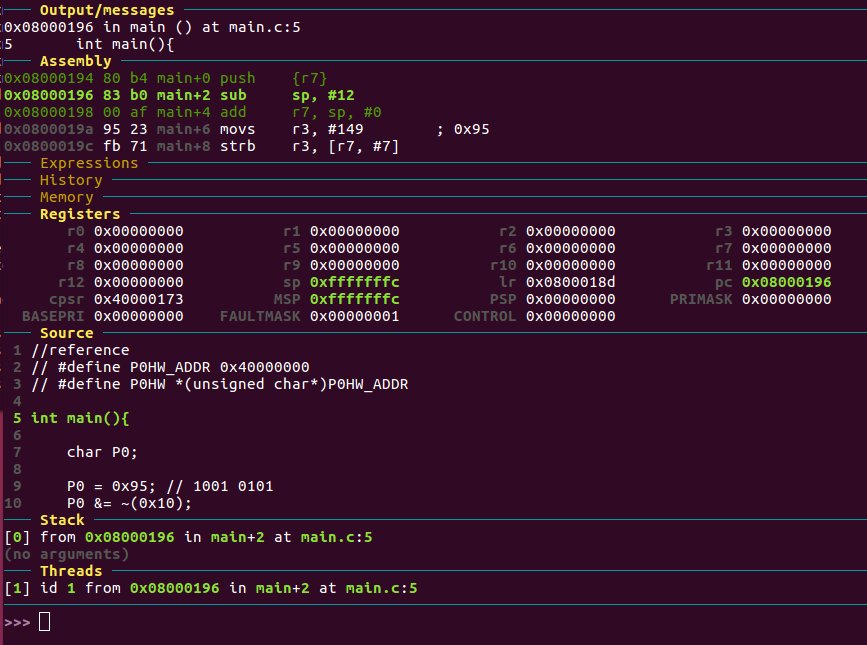 Output/messages
0x08000196 in main () at main.c:5
5       int main(){
Assembly
0x08000194 80 b4 main+0 push    {r7}
0x08000196 83 b0 main+2 sub     sp, #12
0x08000198 00 af main+4 add     r7, sp, #0
0x0800019a 95 23 main+6 movs    r3, #149        ; 0x95
0x0800019c fb 71 main+8 strb    r3, [r7, #7]
Expressions
History
Memory
Registers
r0 0x00000000 r1 0x00000000 r2 0x00000000 r3 0x00000000
r4 0x00000000 r5 0x00000000 r6 0x00000000 r7 0x00000000
r8 0x00000000 r9 0x00000000 r10 0x00000000 r11 0x00000000
r12 0x00000000 sp 0xfffffffc lr 0x0800018d pc 0x08000196
cpsr 0x40000173 MSP 0xfffffffc PSP 0x00000000 PRIMASK 0x00000000
BASEPRI 0x00000000 FAULTMASK 0x00000001 CONTROL 0x00000000
Source
1 //reference
2 // #define P0HW_ADDR 0x40000000
3 // #define P0HW *(unsigned char*)P0HW_ADDR
4
5 int main(){
6
7     char P0;
8
9     P0 = 0x95; // 1001 0101
10     P0 &= ~(0x10);
Stack
[0] from 0x08000196 in main+2 at main.c:5
(no arguments)
Threads
[1] id 1 from 0x08000196 in main+2 at main.c:5
>>>